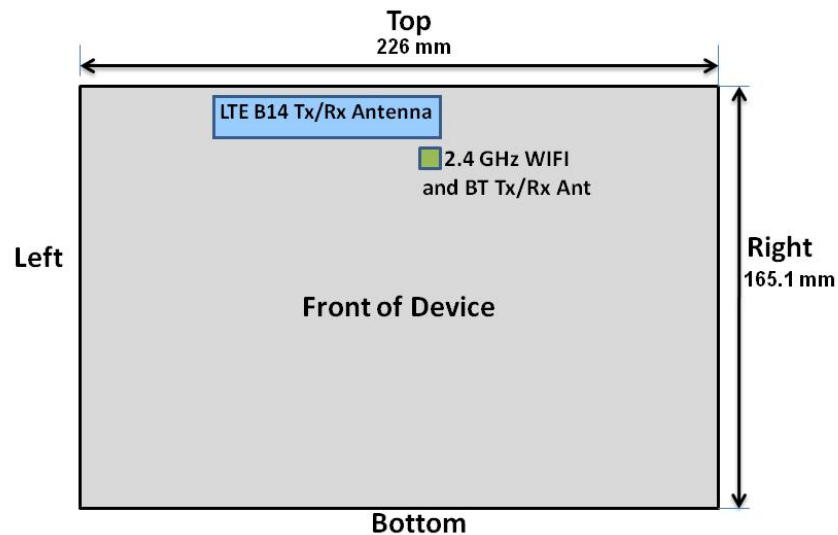 Top
226 mm
LTE B14 Tx/Rx Antenna
2.4 GHz WIFI
and BT Tx/Rx Ant
Left
Right
165.1 mm
Front of Device
Bottom